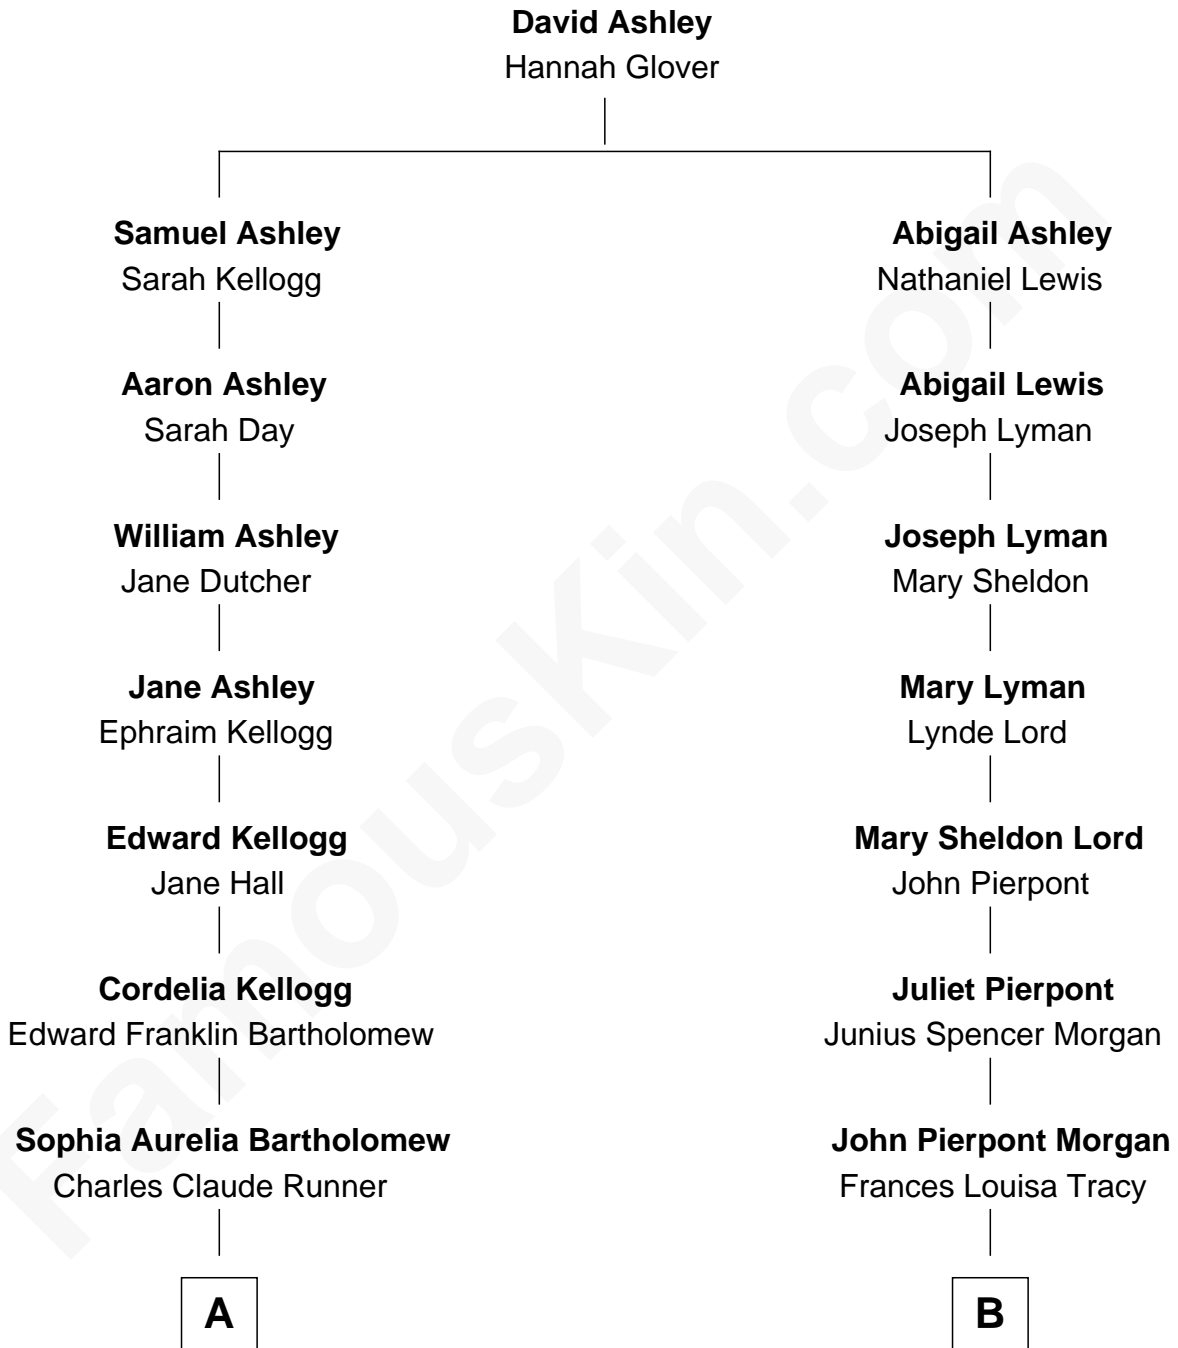 David Ashley
Hannah Glover
Samuel Ashley
Sarah Kellogg
Abigail Ashley
Nathaniel Lewis
Aaron Ashley
Sarah Day
Abigail Lewis
Joseph Lyman
William Ashley
Jane Dutcher
Joseph Lyman
Mary Sheldon
Jane Ashley
Ephraim Kellogg
Mary Lyman
Lynde Lord
Edward Kellogg
Jane Hall
Mary Sheldon Lord
John Pierpont
Cordelia Kellogg
Edward Franklin Bartholomew
Juliet Pierpont
Junius Spencer Morgan
Sophia Aurelia Bartholomew
Charles Claude Runner
John Pierpont Morgan
Frances Louisa Tracy
A
B
FamousKin.com